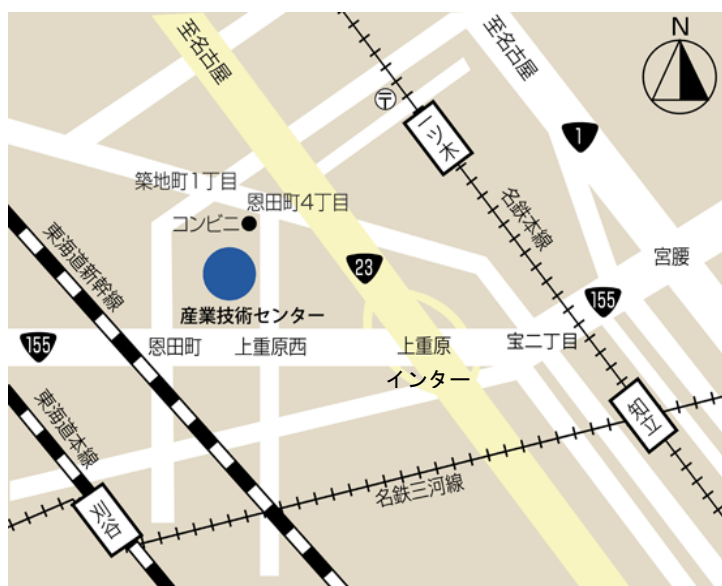 至名古屋
至名古屋
N
〒
一ツ木
1
築地町1丁目
恩田町4丁目
コンビニ
名鉄本線
東海道新幹線
23
宮腰
155
産業技術センター
155
恩田町
上重原西
上重原
インター
宝二丁目
東海道本線
知立
名鉄三河線
刈谷